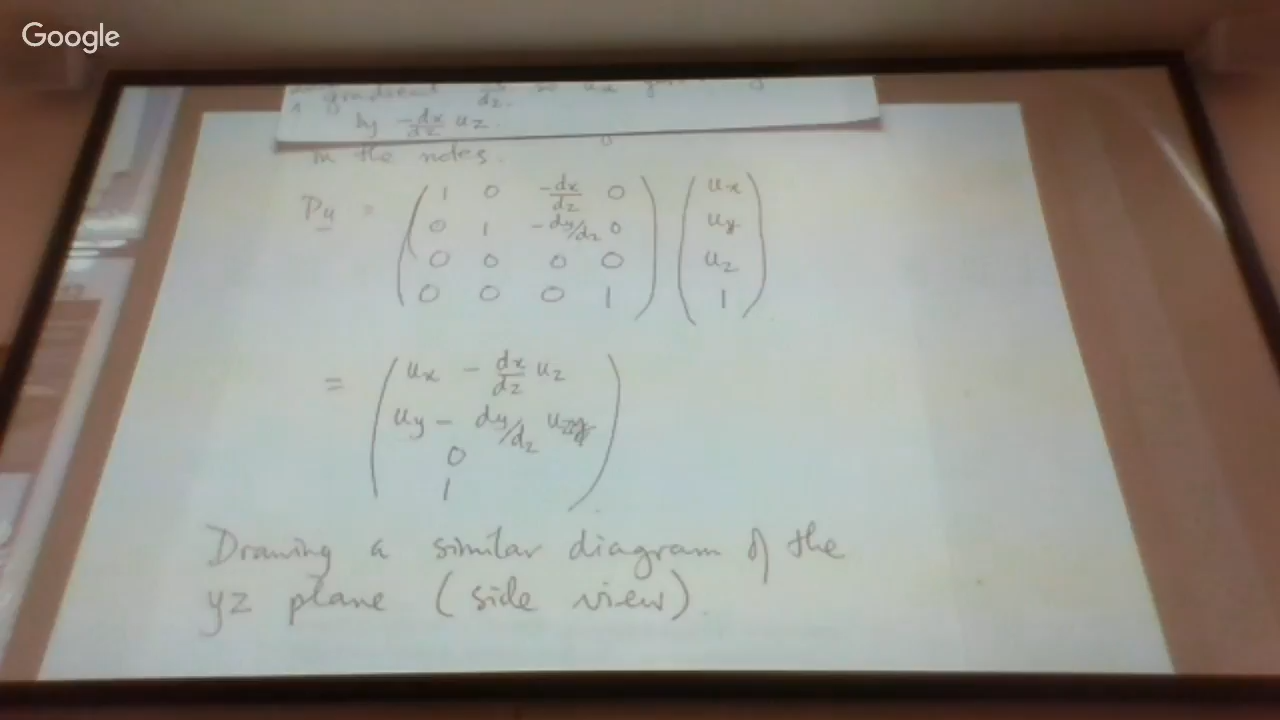 Google
gradient dz.
by -dx/dz uz.
in the notes.
Pu = ( 1 0 -dx/dz 0 ) ( ux )
( 0 1 -dy/dz 0 ) ( uy )
( 0 0 0 0 ) ( uz )
( 0 0 0 1 ) ( 1 )
= ( ux - dx/dz uz )
( uy - dy/dz uz )
( 0 )
( 1 )
Drawing a similar diagram of the
yz plane (side view).